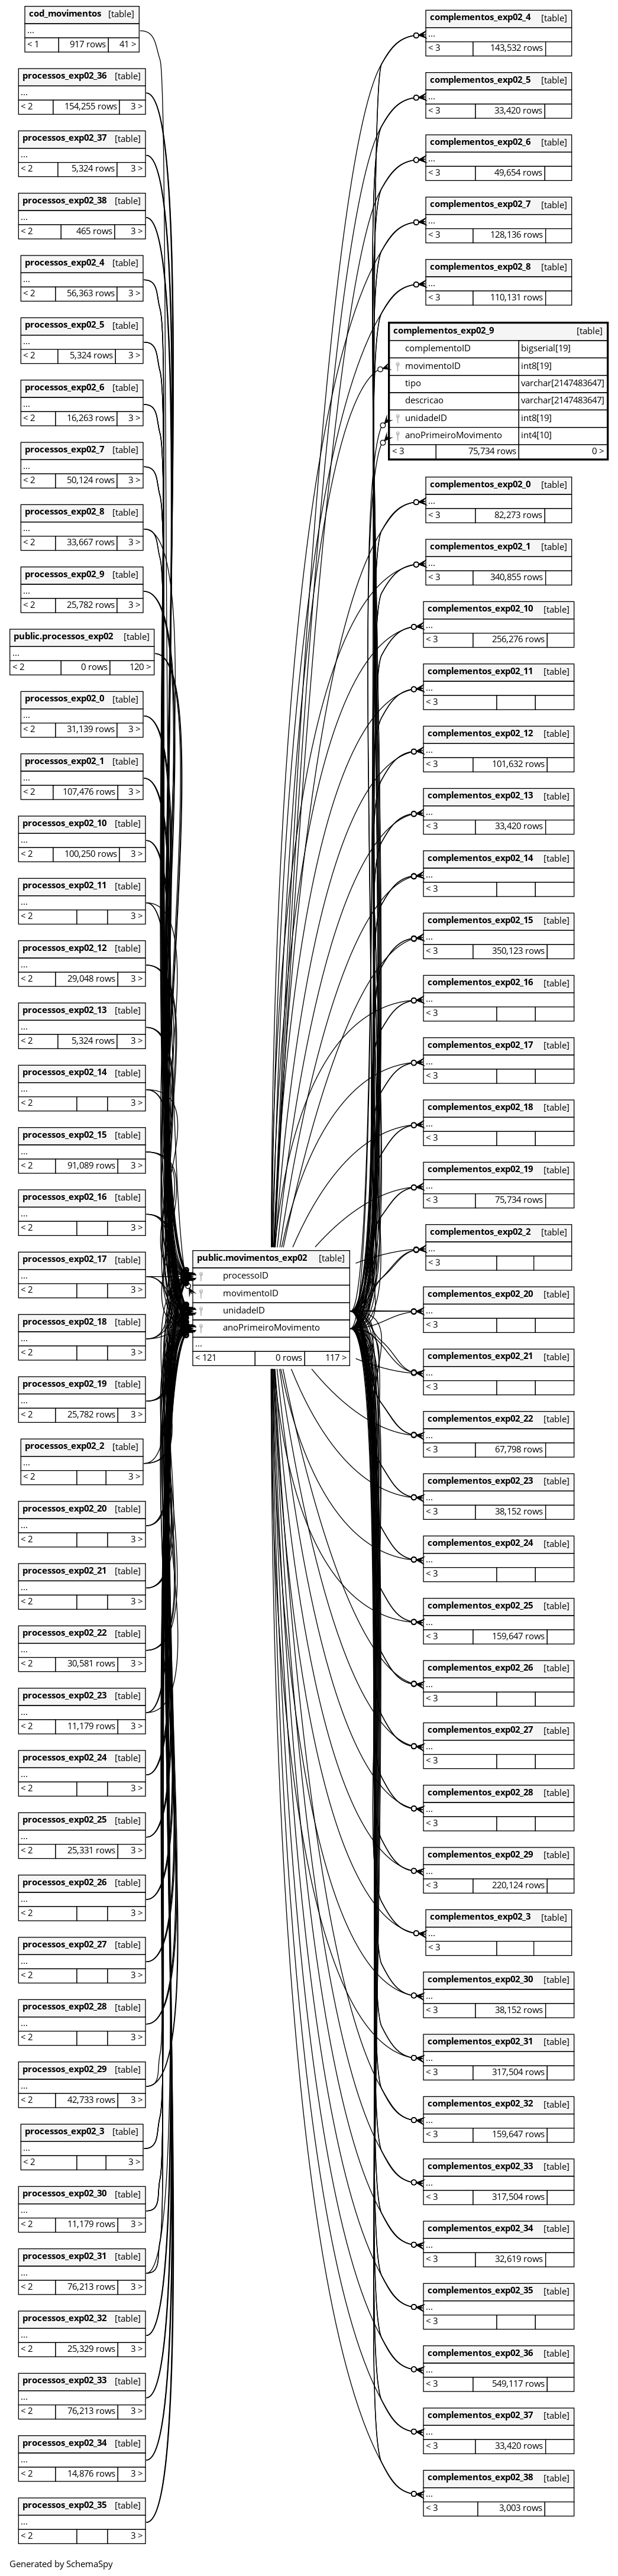 cod_movimentos [table]
...
< 1 917 rows 41 >
processos_exp02_36 [table]
...
< 2 154,255 rows 3 >
processos_exp02_37 [table]
...
< 2 5,324 rows 3 >
processos_exp02_38 [table]
...
< 2 465 rows 3 >
processos_exp02_4 [table]
...
< 2 56,363 rows 3 >
processos_exp02_5 [table]
...
< 2 5,324 rows 3 >
processos_exp02_6 [table]
...
< 2 16,263 rows 3 >
processos_exp02_7 [table]
...
< 2 50,124 rows 3 >
processos_exp02_8 [table]
...
< 2 33,667 rows 3 >
processos_exp02_9 [table]
...
< 2 25,782 rows 3 >
public.processos_exp02 [table]
...
< 2 0 rows 120 >
processos_exp02_0 [table]
...
< 2 31,139 rows 3 >
processos_exp02_1 [table]
...
< 2 107,476 rows 3 >
processos_exp02_10 [table]
...
< 2 100,250 rows 3 >
processos_exp02_11 [table]
...
< 2 3 >
processos_exp02_12 [table]
...
< 2 29,048 rows 3 >
processos_exp02_13 [table]
...
< 2 5,324 rows 3 >
processos_exp02_14 [table]
...
< 2 3 >
processos_exp02_15 [table]
...
< 2 91,089 rows 3 >
processos_exp02_16 [table]
...
< 2 3 >
processos_exp02_17 [table]
...
< 2 3 >
processos_exp02_18 [table]
...
< 2 3 >
processos_exp02_19 [table]
...
< 2 25,782 rows 3 >
processos_exp02_2 [table]
...
< 2 3 >
processos_exp02_20 [table]
...
< 2 3 >
processos_exp02_21 [table]
...
< 2 3 >
processos_exp02_22 [table]
...
< 2 30,581 rows 3 >
processos_exp02_23 [table]
...
< 2 11,179 rows 3 >
processos_exp02_24 [table]
...
< 2 3 >
processos_exp02_25 [table]
...
< 2 25,331 rows 3 >
processos_exp02_26 [table]
...
< 2 3 >
processos_exp02_27 [table]
...
< 2 3 >
processos_exp02_28 [table]
...
< 2 3 >
processos_exp02_29 [table]
...
< 2 42,733 rows 3 >
processos_exp02_3 [table]
...
< 2 3 >
processos_exp02_30 [table]
...
< 2 11,179 rows 3 >
processos_exp02_31 [table]
...
< 2 76,213 rows 3 >
processos_exp02_32 [table]
...
< 2 25,329 rows 3 >
processos_exp02_33 [table]
...
< 2 76,213 rows 3 >
processos_exp02_34 [table]
...
< 2 14,876 rows 3 >
processos_exp02_35 [table]
...
< 2 3 >
public.movimentos_exp02 [table]
processoID
movimentoID
unidadeID
anoPrimeiroMovimento
...
< 121 0 rows 117 >
complementos_exp02_4 [table]
...
< 3 143,532 rows
complementos_exp02_5 [table]
...
< 3 33,420 rows
complementos_exp02_6 [table]
...
< 3 49,654 rows
complementos_exp02_7 [table]
...
< 3 128,136 rows
complementos_exp02_8 [table]
...
< 3 110,131 rows
complementos_exp02_9 [table]
complementoID bigserial[19]
movimentoID int8[19]
tipo varchar[2147483647]
descricao varchar[2147483647]
unidadeID int8[19]
anoPrimeiroMovimento int4[10]
< 3 75,734 rows 0 >
complementos_exp02_0 [table]
...
< 3 82,273 rows
complementos_exp02_1 [table]
...
< 3 340,855 rows
complementos_exp02_10 [table]
...
< 3 256,276 rows
complementos_exp02_11 [table]
...
< 3
complementos_exp02_12 [table]
...
< 3 101,632 rows
complementos_exp02_13 [table]
...
< 3 33,420 rows
complementos_exp02_14 [table]
...
< 3
complementos_exp02_15 [table]
...
< 3 350,123 rows
complementos_exp02_16 [table]
...
< 3
complementos_exp02_17 [table]
...
< 3
complementos_exp02_18 [table]
...
< 3
complementos_exp02_19 [table]
...
< 3 75,734 rows
complementos_exp02_2 [table]
...
< 3
complementos_exp02_20 [table]
...
< 3
complementos_exp02_21 [table]
...
< 3
complementos_exp02_22 [table]
...
< 3 67,798 rows
complementos_exp02_23 [table]
...
< 3 38,152 rows
complementos_exp02_24 [table]
...
< 3
complementos_exp02_25 [table]
...
< 3 159,647 rows
complementos_exp02_26 [table]
...
< 3
complementos_exp02_27 [table]
...
< 3
complementos_exp02_28 [table]
...
< 3
complementos_exp02_29 [table]
...
< 3 220,124 rows
complementos_exp02_3 [table]
...
< 3
complementos_exp02_30 [table]
...
< 3 38,152 rows
complementos_exp02_31 [table]
...
< 3 317,504 rows
complementos_exp02_32 [table]
...
< 3 159,647 rows
complementos_exp02_33 [table]
...
< 3 317,504 rows
complementos_exp02_34 [table]
...
< 3 32,619 rows
complementos_exp02_35 [table]
...
< 3
complementos_exp02_36 [table]
...
< 3 549,117 rows
complementos_exp02_37 [table]
...
< 3 33,420 rows
complementos_exp02_38 [table]
...
< 3 3,003 rows
Generated by SchemaSpy